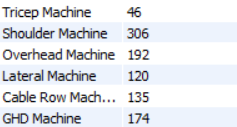 Tricep Machine 46
Shoulder Machine 306
Overhead Machine 192
Lateral Machine 120
Cable Row Mach... 135
GHD Machine 174